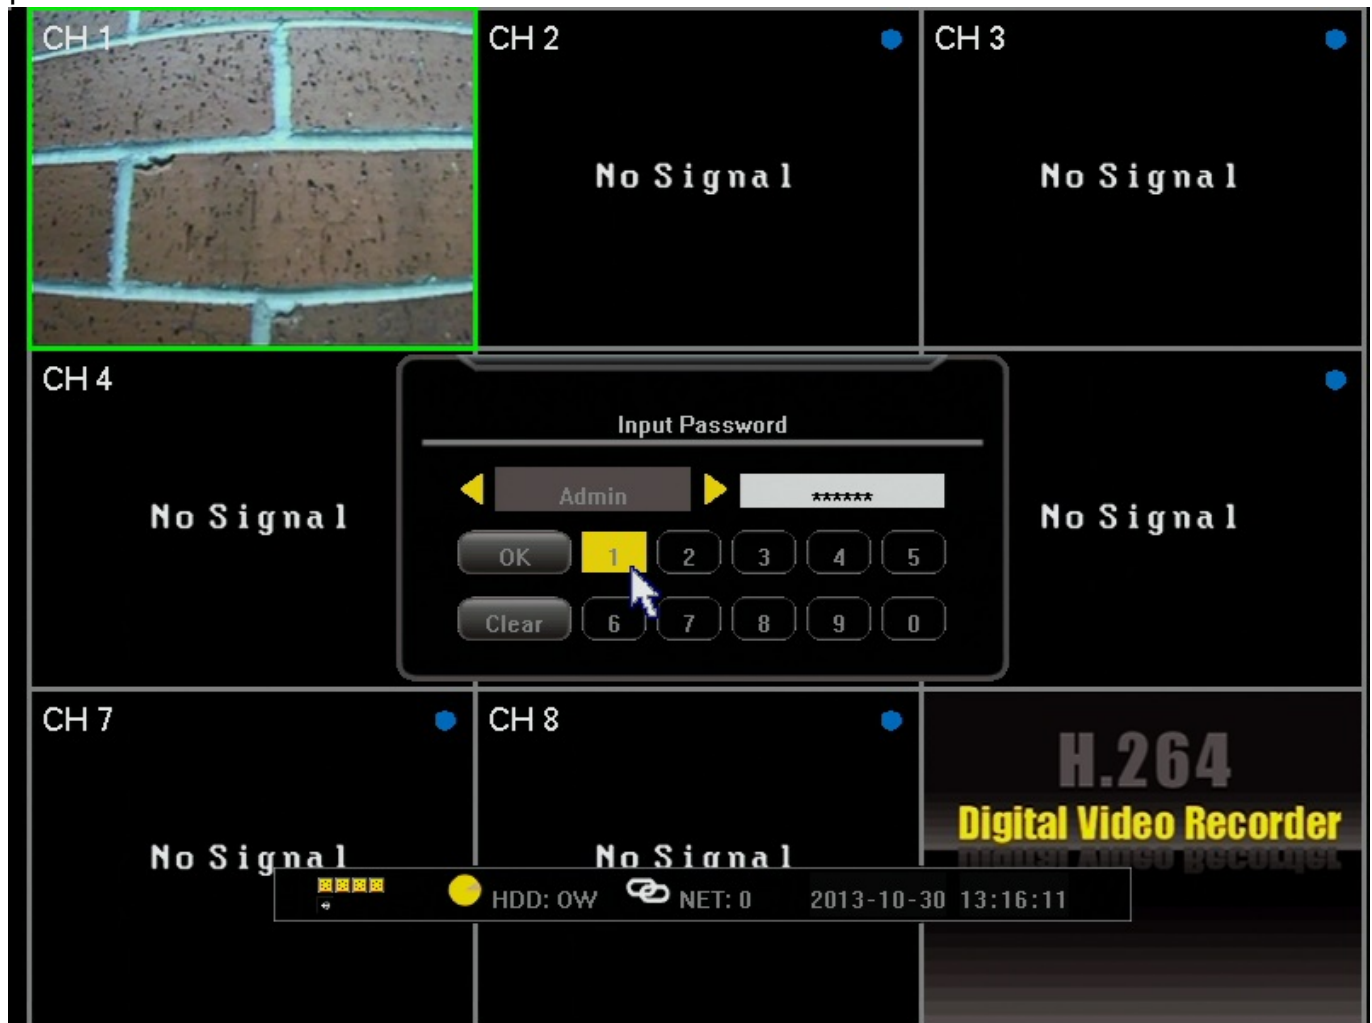 CH 1
CH 2
CH 3
No Signal
No Signal
CH 4
Input Password
Admin
******
No Signal
No Signal
OK 1 2 3 4 5
Clear 6 7 8 9 0
CH 7
CH 8
H.264
Digital Video Recorder
No Signal
No Signal
HDD: OW NET: 0 2013-10-30 13:16:11